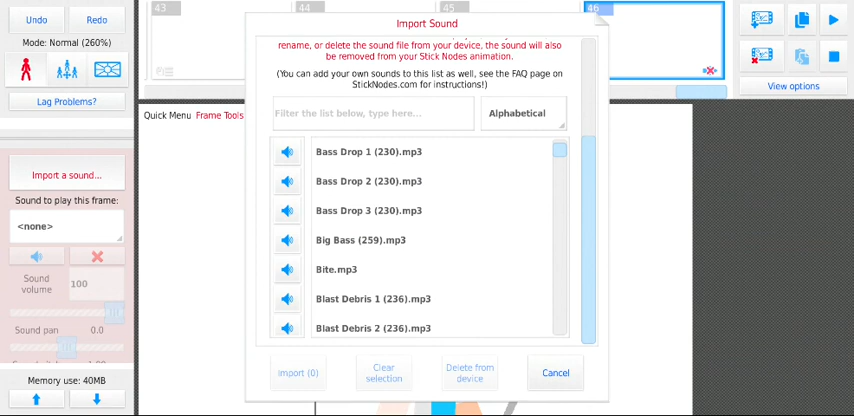 Undo
Redo
Mode: Normal (260%)
Lag Problems?
Import a sound...
Sound to play this frame:
<none>
Sound volume
100
Sound pan
0.0
Memory use: 40MB
43
44
45
46
Quick Menu
Frame Tools
Import Sound
rename, or delete the sound file from your device, the sound will also
be removed from your Stick Nodes animation.
(You can add your own sounds to this list as well, see the FAQ page on
StickNodes.com for instructions!)
Filter the list below, type here...
Alphabetical
Bass Drop 1 (230).mp3
Bass Drop 2 (230).mp3
Bass Drop 3 (230).mp3
Big Bass (259).mp3
Bite.mp3
Blast Debris 1 (236).mp3
Blast Debris 2 (236).mp3
Import (0)
Clear selection
Delete from device
Cancel
View options